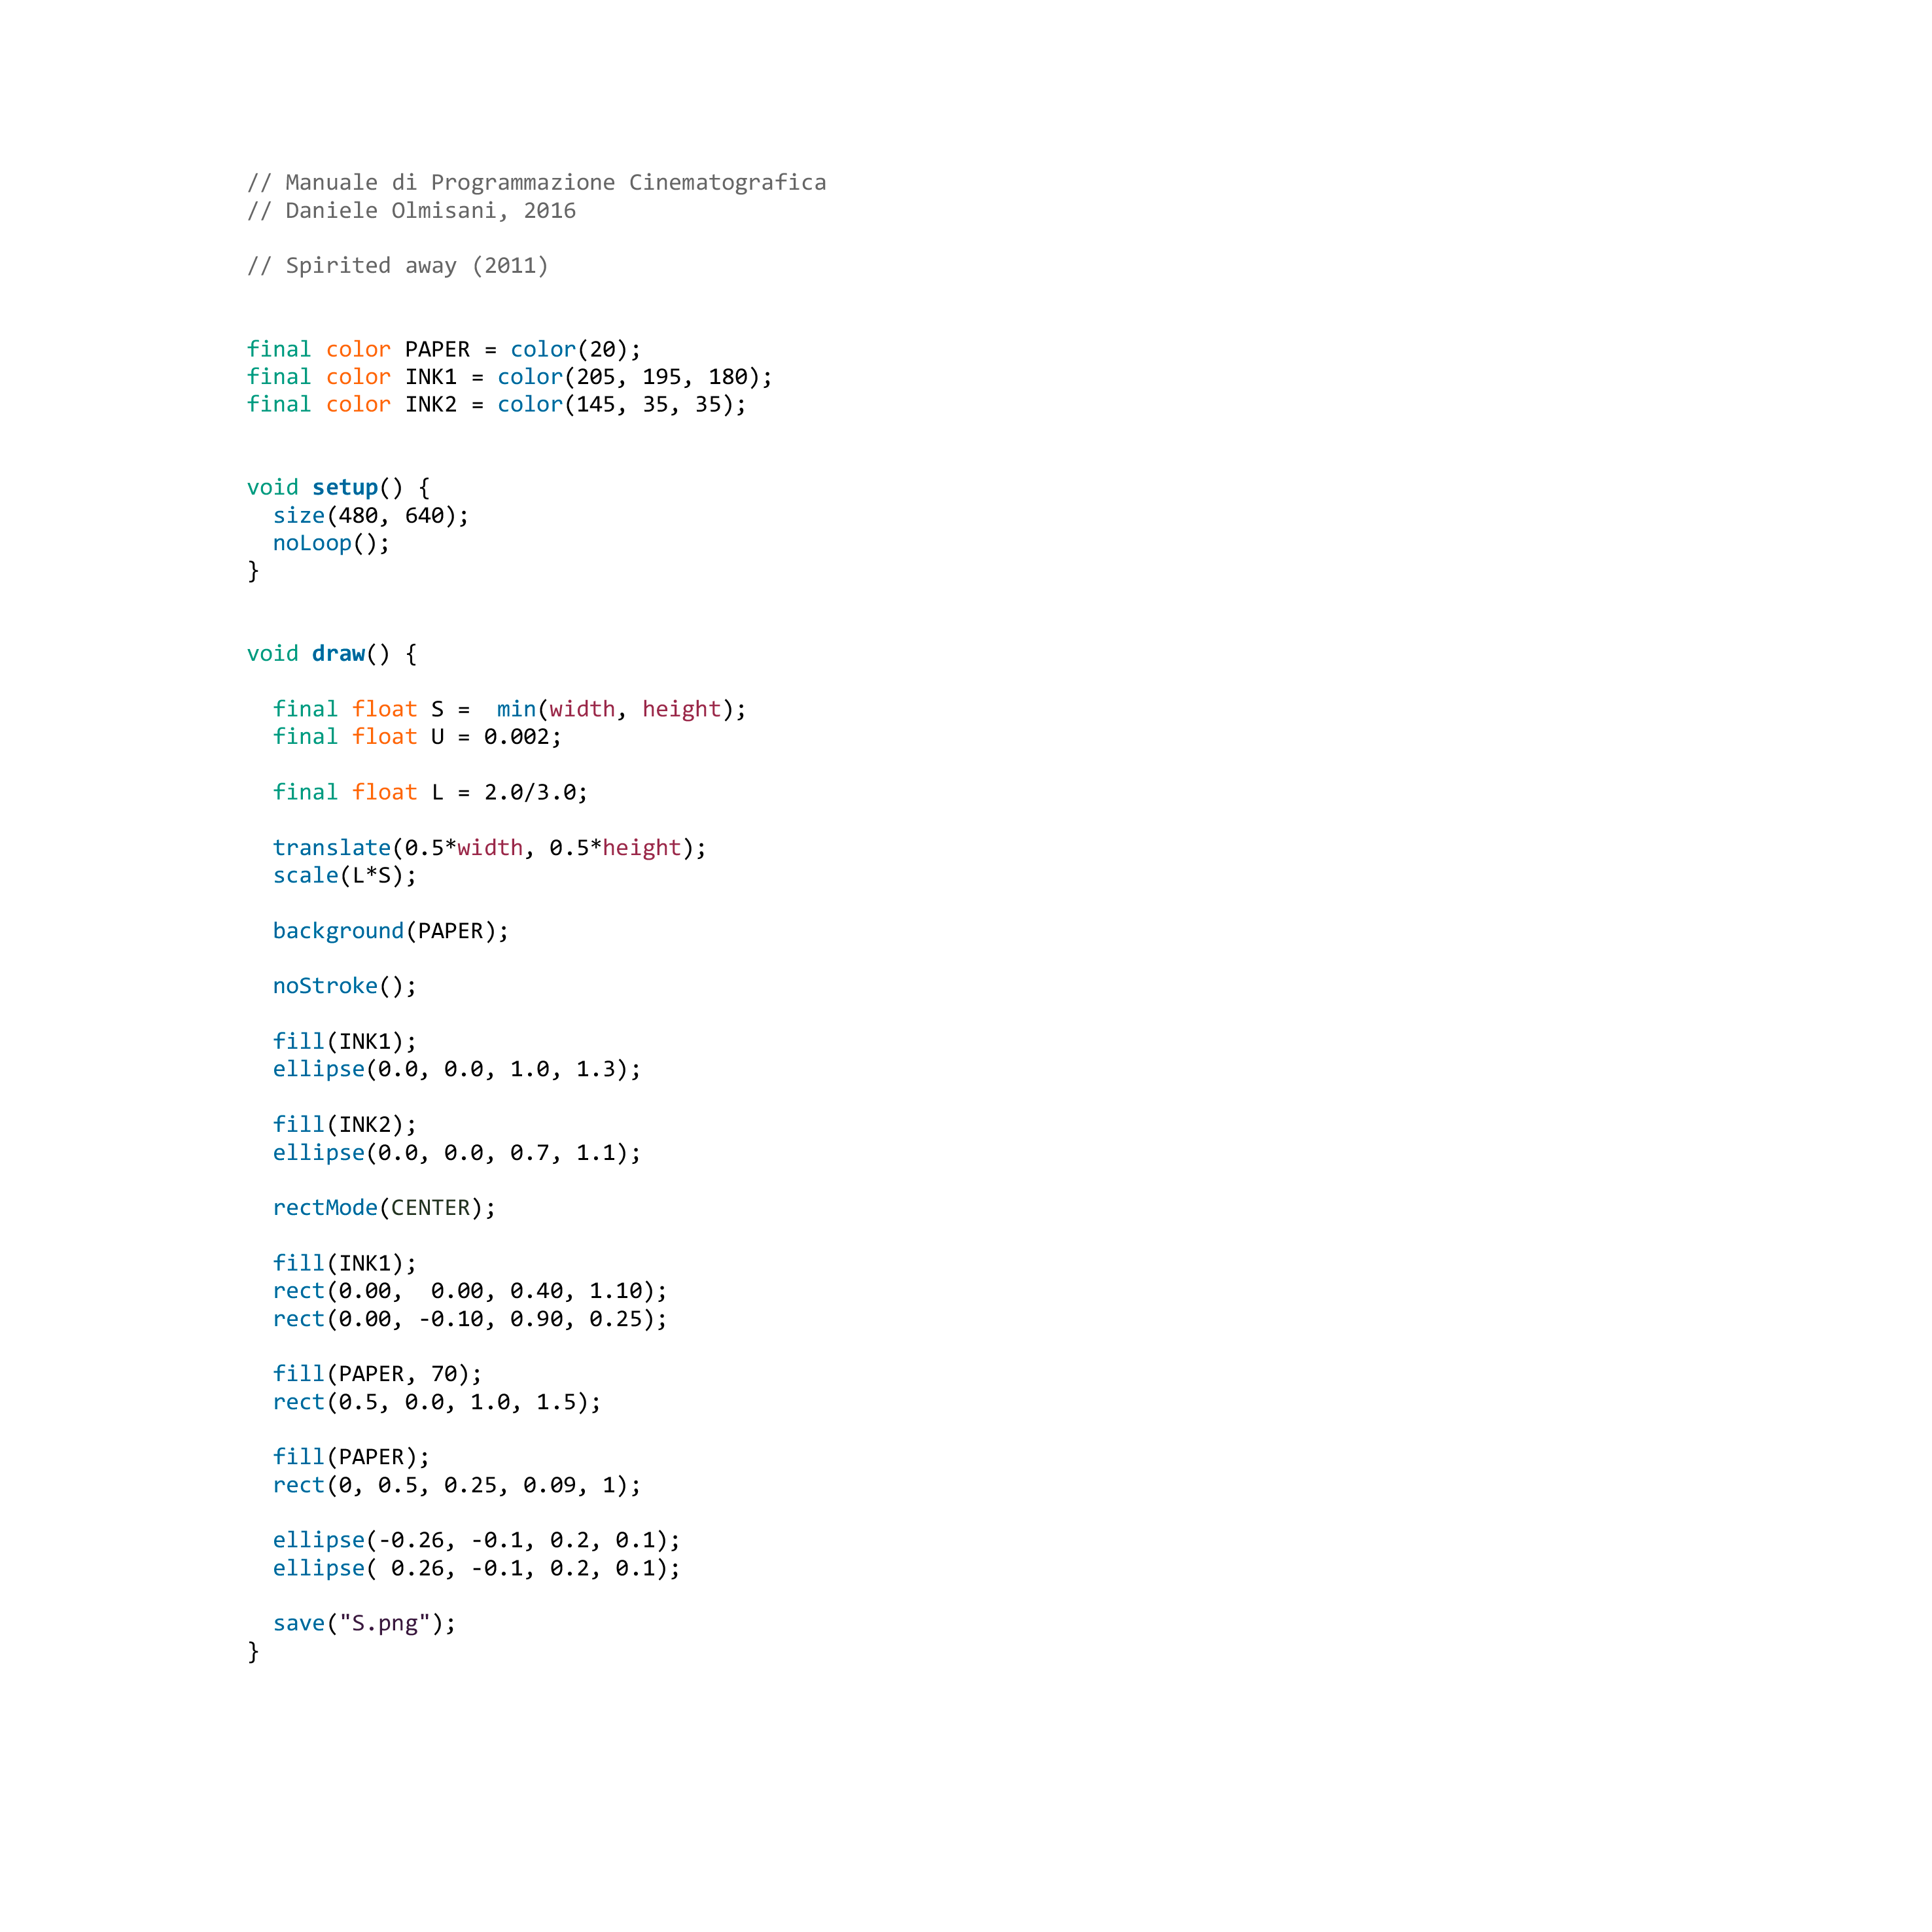 // Manuale di Programmazione Cinematografica
// Daniele Olmisani, 2016

// Spirited away (2011)


final color PAPER = color(20);
final color INK1 = color(205, 195, 180);
final color INK2 = color(145, 35, 35);


void setup() {
  size(480, 640);
  noLoop();
}


void draw() {

  final float S =  min(width, height);
  final float U = 0.002;

  final float L = 2.0/3.0;

  translate(0.5*width, 0.5*height);
  scale(L*S);

  background(PAPER);

  noStroke();

  fill(INK1);
  ellipse(0.0, 0.0, 1.0, 1.3);

  fill(INK2);
  ellipse(0.0, 0.0, 0.7, 1.1);

  rectMode(CENTER);

  fill(INK1);
  rect(0.00,  0.00, 0.40, 1.10);
  rect(0.00, -0.10, 0.90, 0.25);

  fill(PAPER, 70);
  rect(0.5, 0.0, 1.0, 1.5);

  fill(PAPER);
  rect(0, 0.5, 0.25, 0.09, 1);

  ellipse(-0.26, -0.1, 0.2, 0.1);
  ellipse( 0.26, -0.1, 0.2, 0.1);

  save("S.png");
}